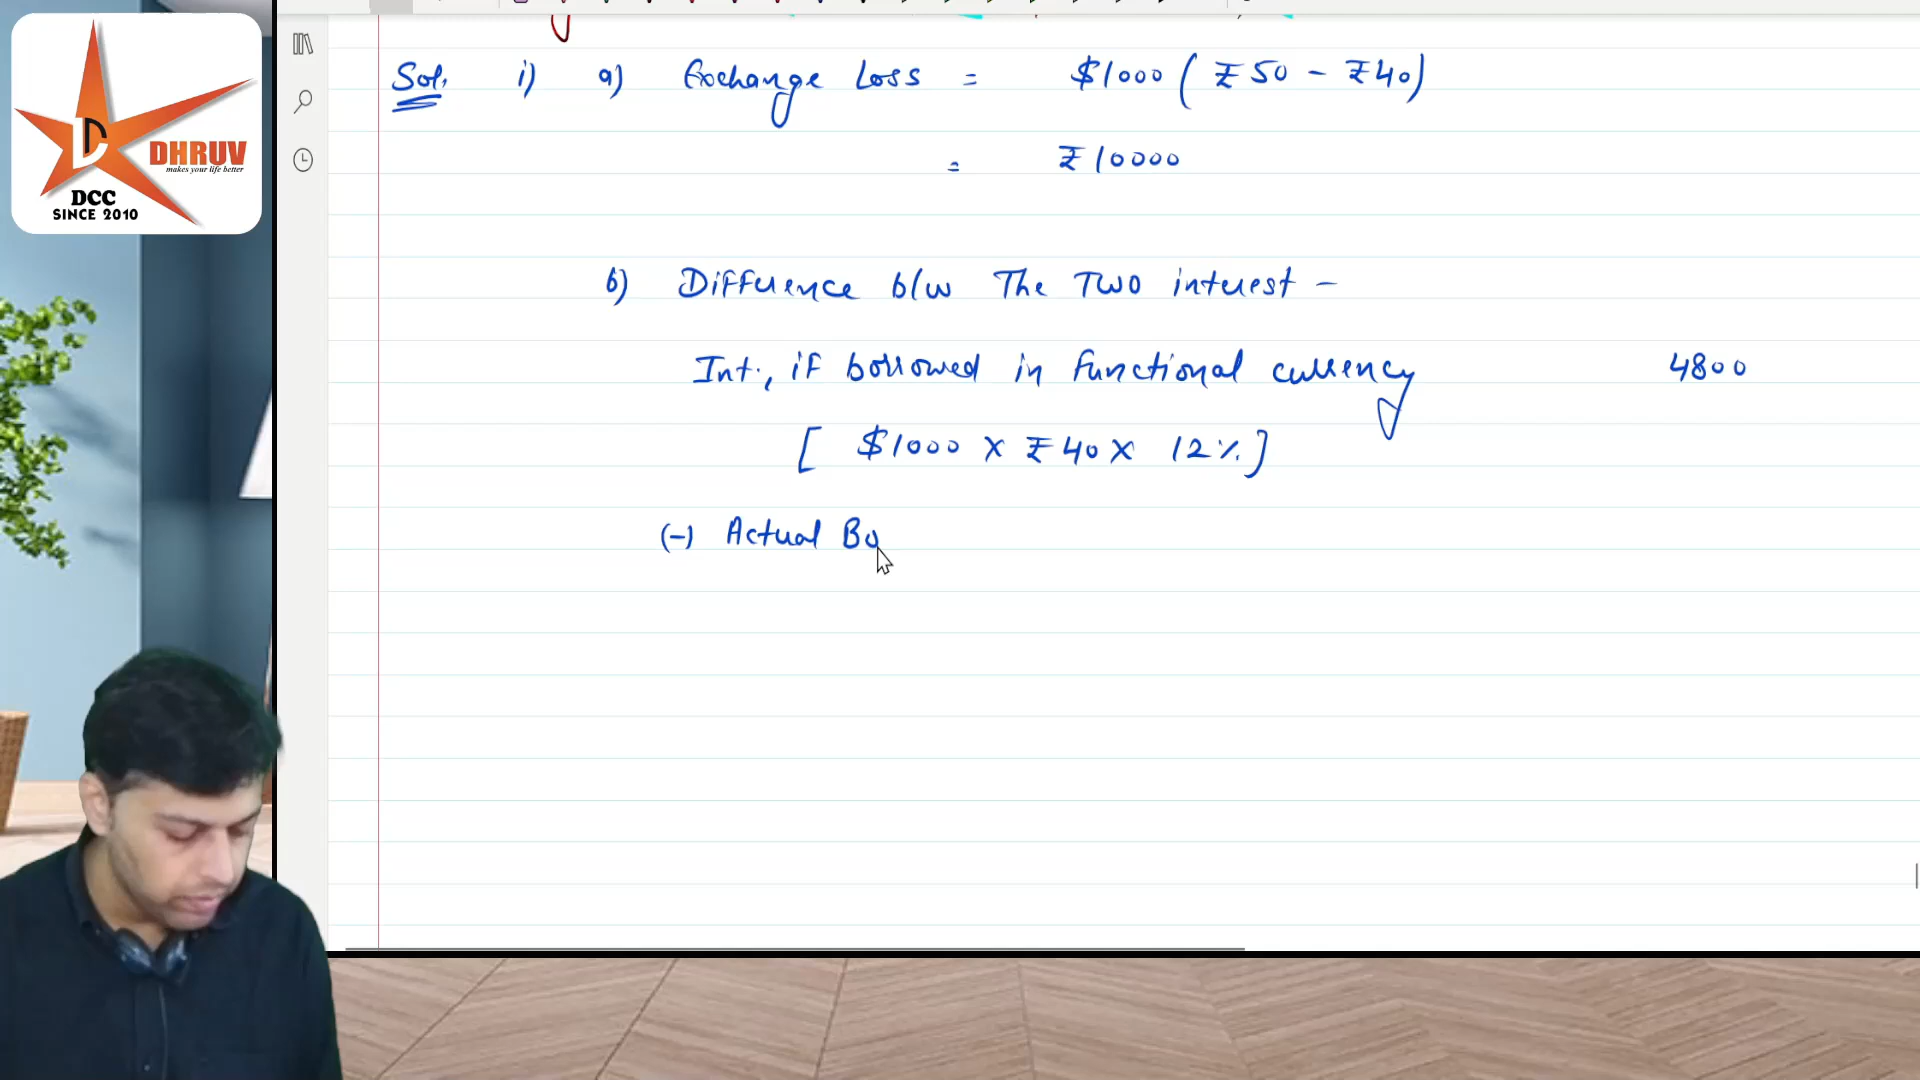 Sol. i) a) Exchange Loss = $1000 ( ₹50 - ₹40)
= ₹10000
b) Difference b/w The Two interest -
Int., if borrowed in functional currency 4800
[ $1000 x ₹40 x 12%]
(-) Actual Bo
DHRUV
makes your life better
DC
DCC
SINCE 2010